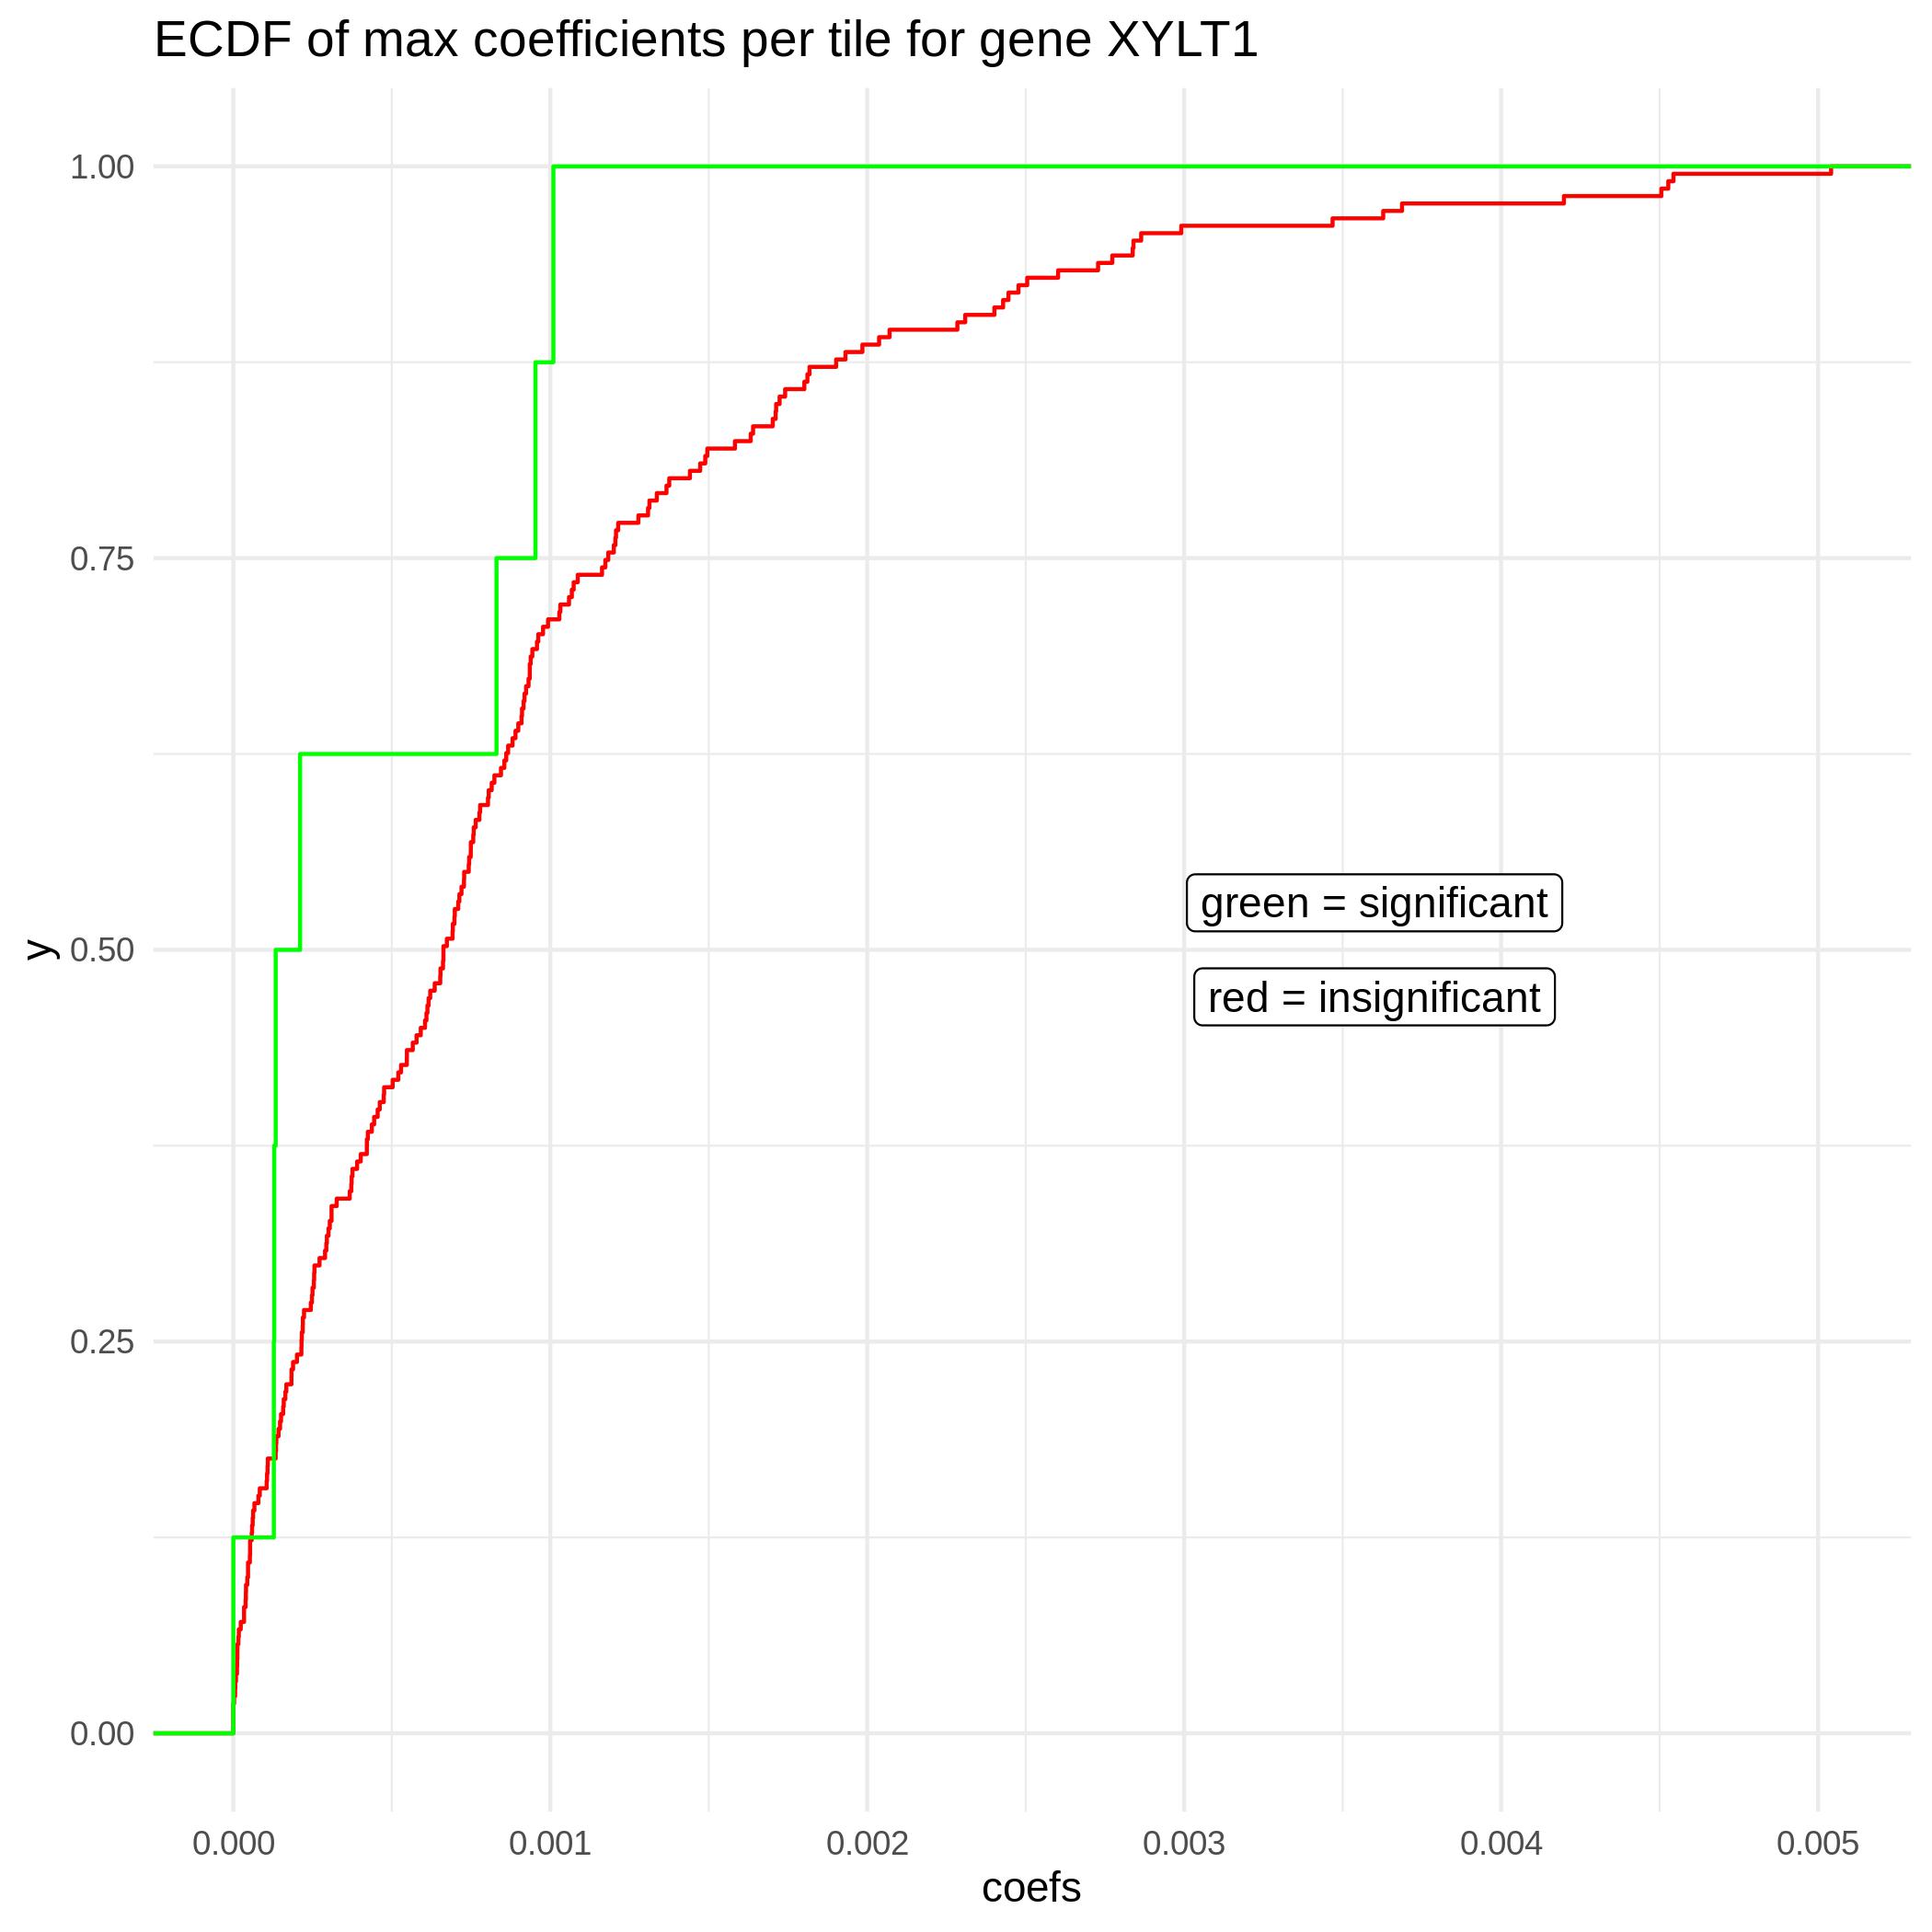 ECDF of max coefficients per tile for gene XYLT1
1.00
0.75
0.50
0.25
0.00
y
green = significant
red = insignificant
0.000 0.001 0.002 0.003 0.004 0.005
coefs